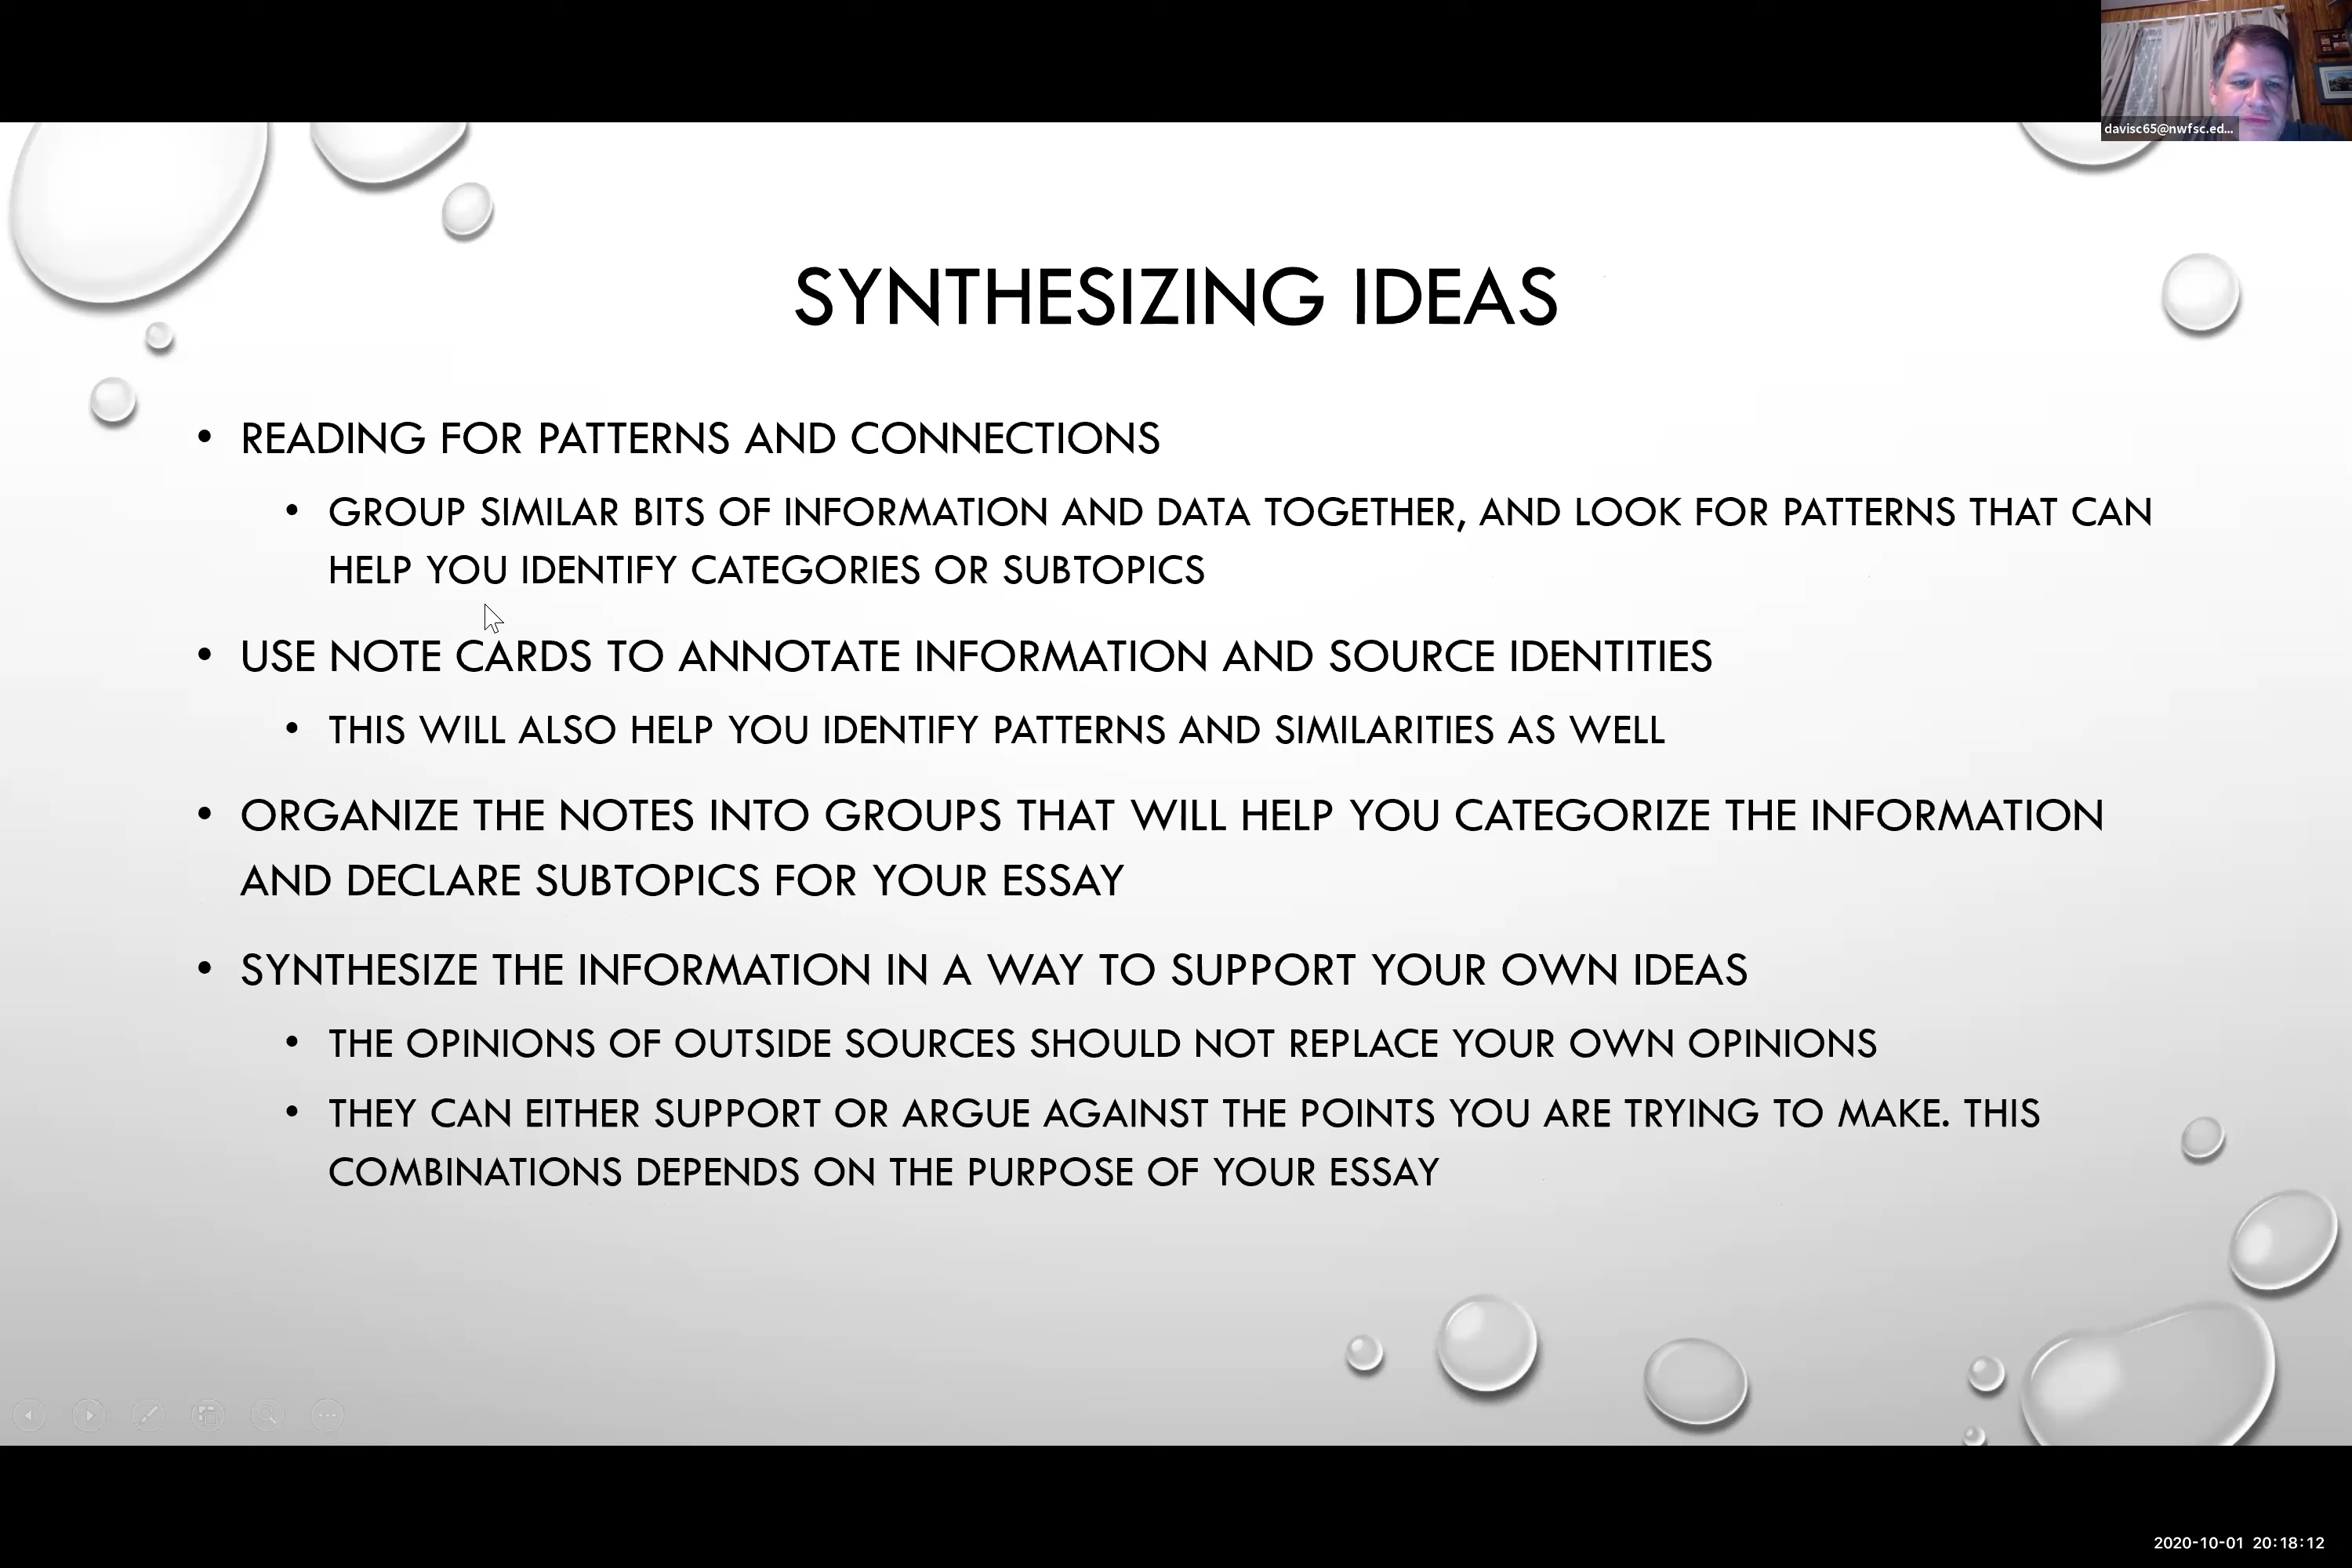 davisc65@nwfsc.ed...
SYNTHESIZING IDEAS
• READING FOR PATTERNS AND CONNECTIONS
• GROUP SIMILAR BITS OF INFORMATION AND DATA TOGETHER, AND LOOK FOR PATTERNS THAT CAN
HELP YOU IDENTIFY CATEGORIES OR SUBTOPICS
• USE NOTE CARDS TO ANNOTATE INFORMATION AND SOURCE IDENTITIES
• THIS WILL ALSO HELP YOU IDENTIFY PATTERNS AND SIMILARITIES AS WELL
• ORGANIZE THE NOTES INTO GROUPS THAT WILL HELP YOU CATEGORIZE THE INFORMATION
AND DECLARE SUBTOPICS FOR YOUR ESSAY
• SYNTHESIZE THE INFORMATION IN A WAY TO SUPPORT YOUR OWN IDEAS
• THE OPINIONS OF OUTSIDE SOURCES SHOULD NOT REPLACE YOUR OWN OPINIONS
• THEY CAN EITHER SUPPORT OR ARGUE AGAINST THE POINTS YOU ARE TRYING TO MAKE. THIS
COMBINATIONS DEPENDS ON THE PURPOSE OF YOUR ESSAY
2020-10-01 20:18:12